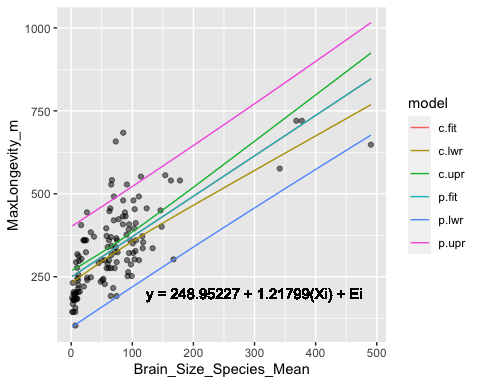 1000
750
500
250
MaxLongevity_m
y = 248.95227 + 1.21799(Xi) + Ei
0
100
200
300
400
500
Brain_Size_Species_Mean
model
c.fit
c.lwr
c.upr
p.fit
p.lwr
p.upr